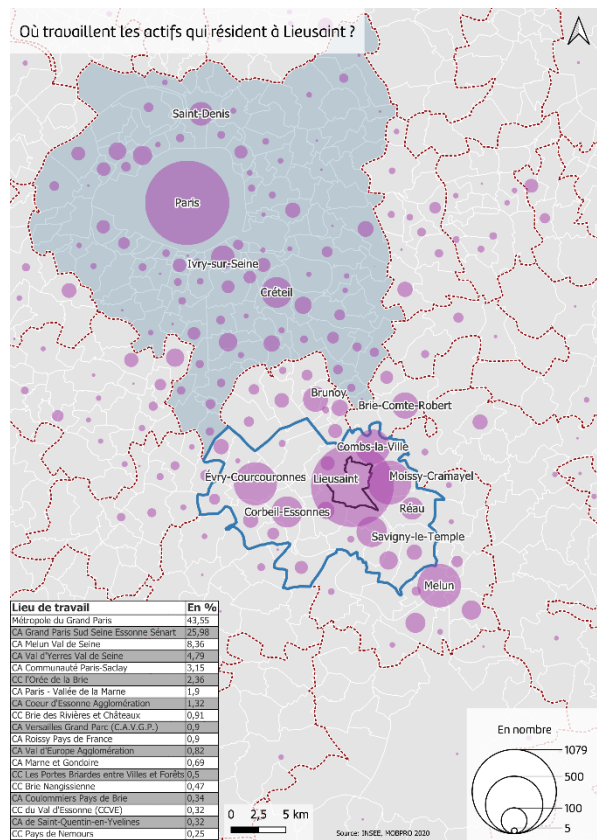 Où travaillent les actifs qui résident à Lieusaint ?
Saint-Denis
Paris
Ivry-sur-Seine
Créteil
Brunoy
Brie-Comte-Robert
Combs-la-Ville
Évry-Courcouronnes
Lieusaint
Moissy-Cramayel
Corbeil-Essonnes
Réau
Savigny-le-Temple
Melun
Lieu de travail En %
Métropole du Grand Paris 43,55
CA Grand Paris Sud Seine Essonne Sénart 25,98
CA Melun Val de Seine 8,36
CA Val d'Yerres Val de Seine 4,79
CA Communauté Paris-Saclay 3,15
CC l'Orée de la Brie 2,36
CA Paris - Vallée de la Marne 1,9
CA Coeur d'Essonne Agglomération 1,32
CC Brie des Rivières et Châteaux 0,91
CA Versailles Grand Parc (C.A.V.G.P.) 0,9
CA Roissy Pays de France 0,9
CA Val d'Europe Agglomération 0,82
CA Marne et Gondoire 0,69
CC Les Portes Briardes entre Villes et Forêts 0,5
CC Brie Nangissienne 0,47
CA Coulommiers Pays de Brie 0,34
CC du Val d'Essonne (CCVE) 0,32
CA de Saint-Quentin-en-Yvelines 0,32
CC Pays de Nemours 0,25
0 2,5 5 km
Source: INSEE, MOBPRO 2020
En nombre
1079
500
100
5